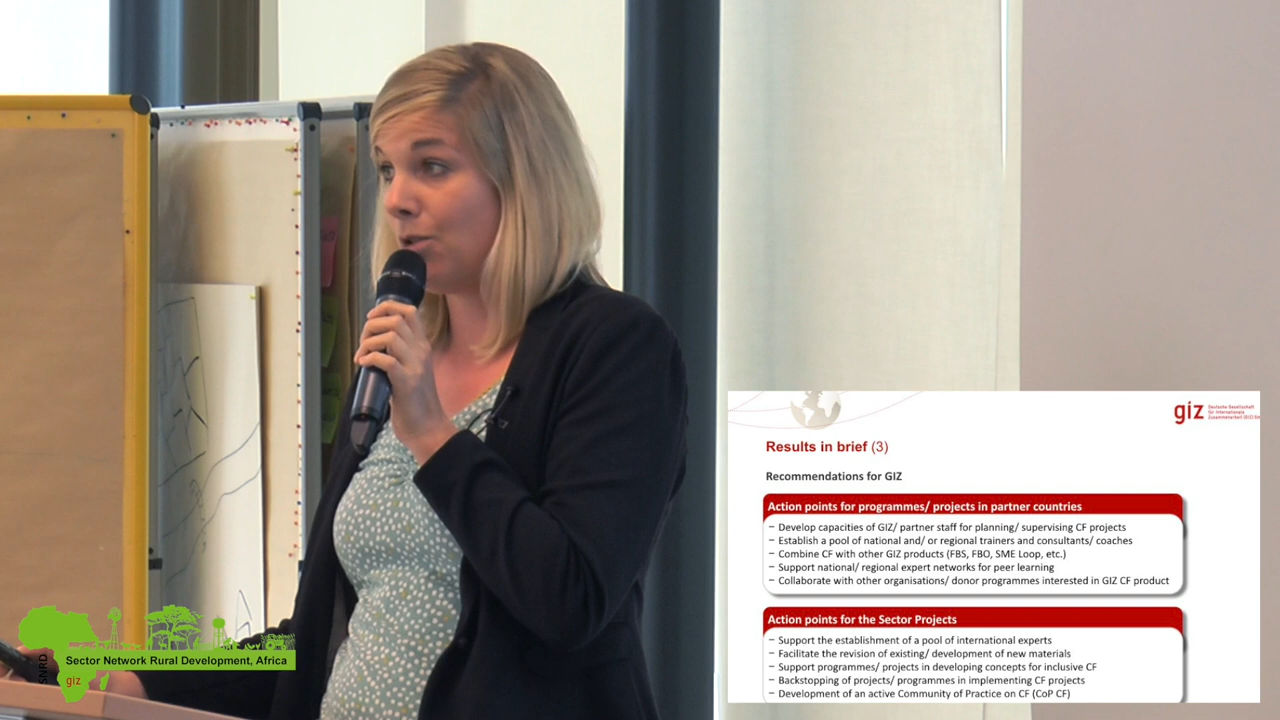 giz Deutsche Gesellschaft
für Internationale
Zusammenarbeit (GIZ)
Results in brief (3)
Recommendations for GIZ
Action points for programmes/ projects in partner countries
– Develop capacities of GIZ/ partner staff for planning/ supervising CF projects
– Establish a pool of national and/ or regional trainers and consultants/ coaches
– Combine CF with other GIZ products (FBS, FBO, SME Loop, etc.)
– Support national/ regional expert networks for peer learning
– Collaborate with other organisations/ donor programmes interested in GIZ CF product
Action points for the Sector Projects
– Support the establishment of a pool of international experts
– Facilitate the revision of existing/ development of new materials
– Support programmes/ projects in developing concepts for inclusive CF
– Backstopping of projects/ programmes in implementing CF projects
– Development of an active Community of Practice on CF (CoP CF)
SNRD
Sector Network Rural Development, Africa
giz